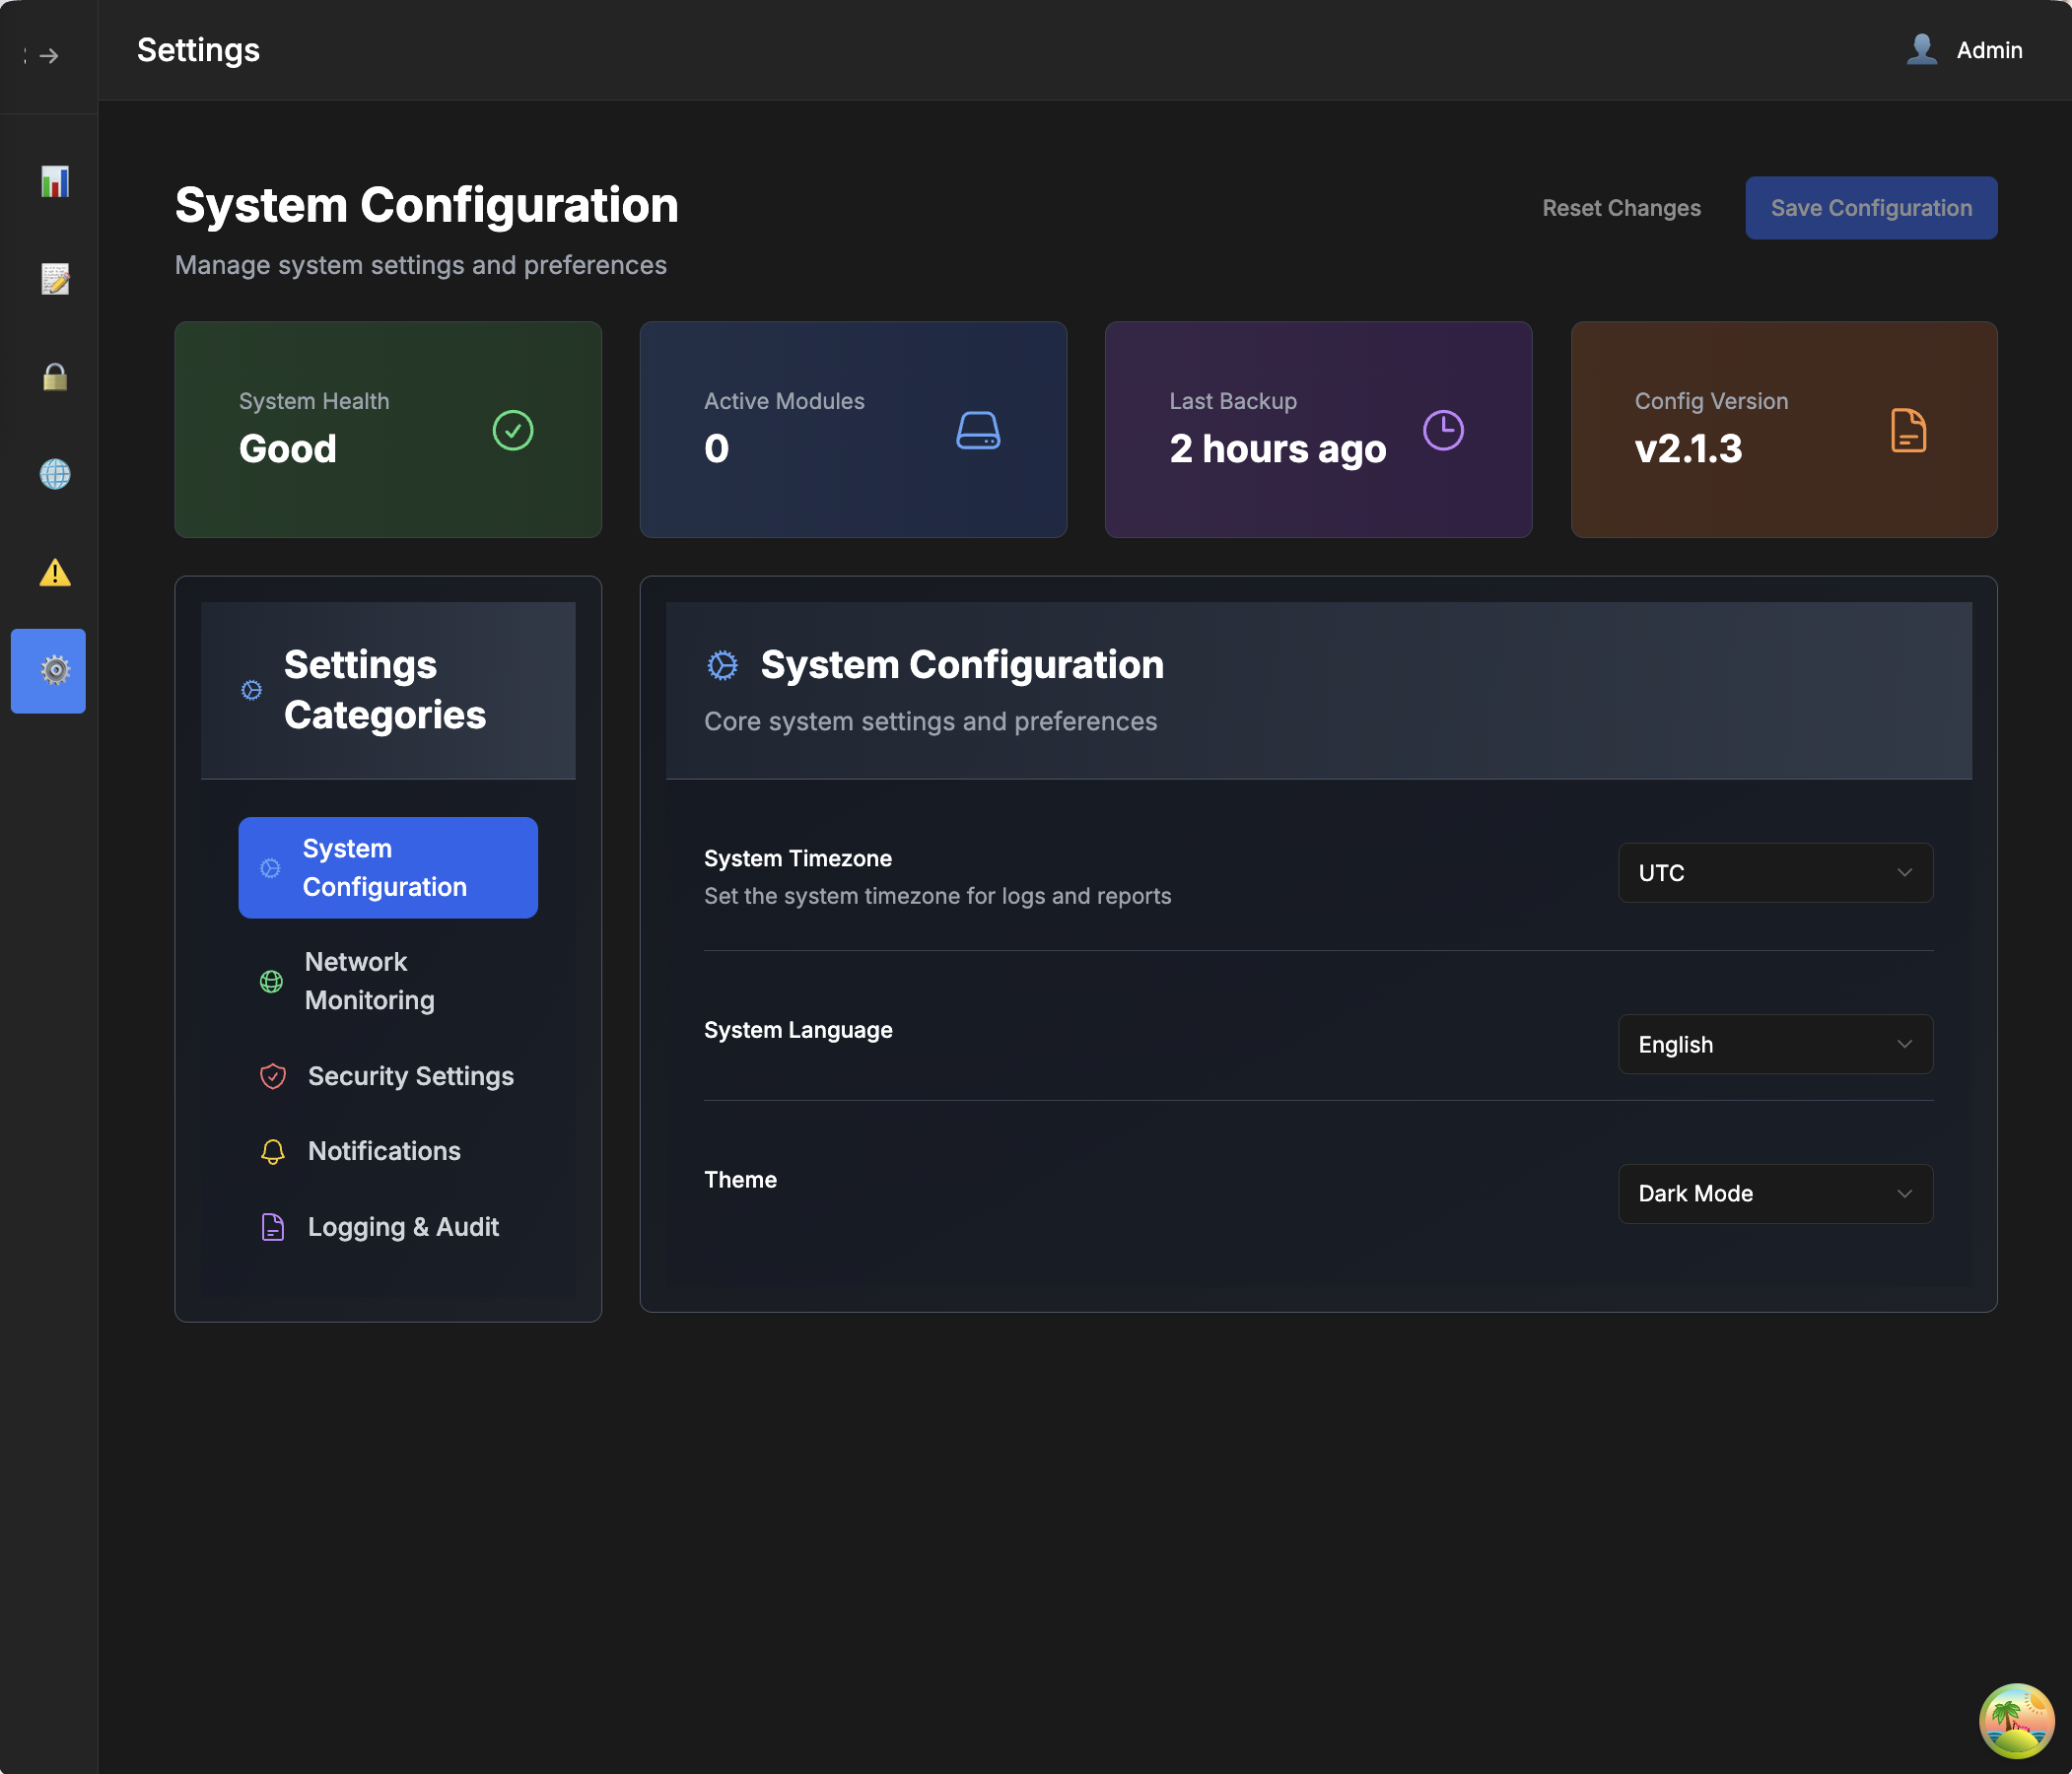 Settings
Admin
System Configuration
Manage system settings and preferences
Reset Changes
Save Configuration
System Health
Good
Active Modules
0
Last Backup
2 hours ago
Config Version
v2.1.3
Settings
Categories
System
Configuration
Network
Monitoring
Security Settings
Notifications
Logging & Audit
System Configuration
Core system settings and preferences
System Timezone
Set the system timezone for logs and reports
UTC
System Language
English
Theme
Dark Mode